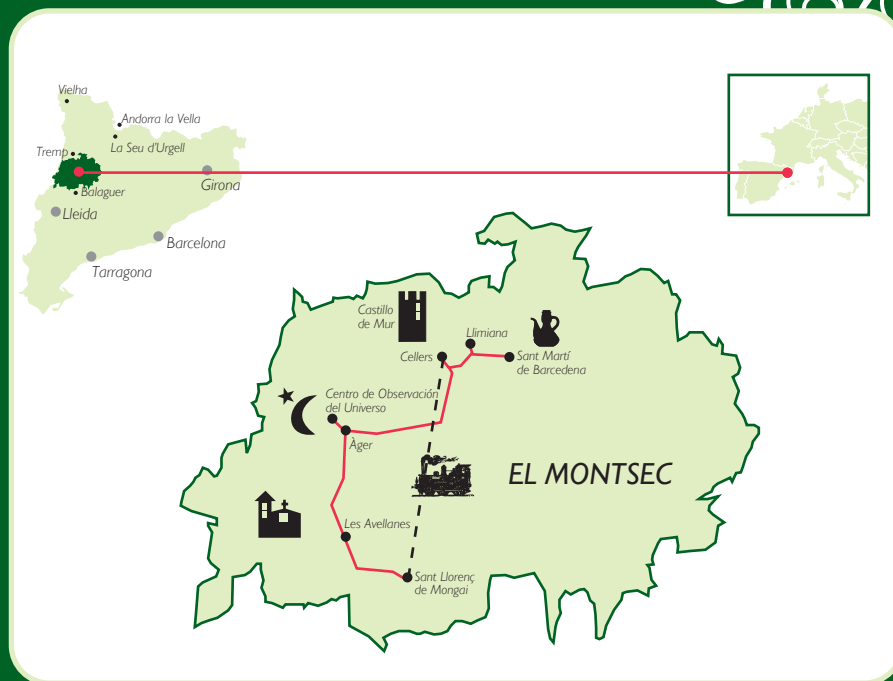 Vielha
Andorra la Vella
La Seu d'Urgell
Tremp
Girona
Balaguer
Lleida
Barcelona
Tarragona
Castillo
de Mur
Llimiana
Cellers
Sant Martí
de Barcedena
Centro de Observación
del Universo
Àger
EL MONTSEC
Les Avellanes
Sant Llorenç
de Mongai